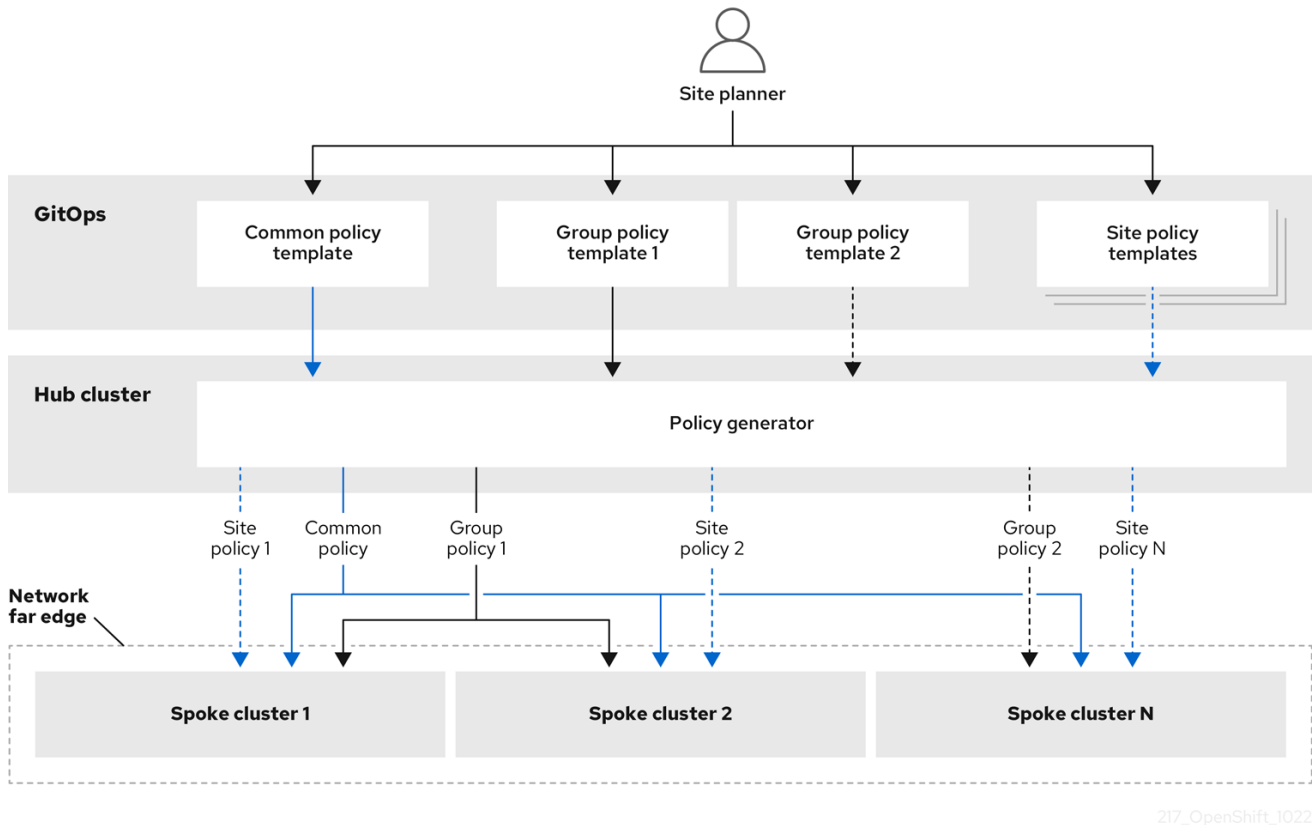 Site planner
GitOps
Common policy
template
Group policy
template 1
Group policy
template 2
Site policy
templates
Hub cluster
Policy generator
Site
policy 1
Common
policy
Group
policy 1
Site
policy 2
Group
policy 2
Site
policy N
Network
far edge
Spoke cluster 1
Spoke cluster 2
Spoke cluster N
217_OpenShift_1022